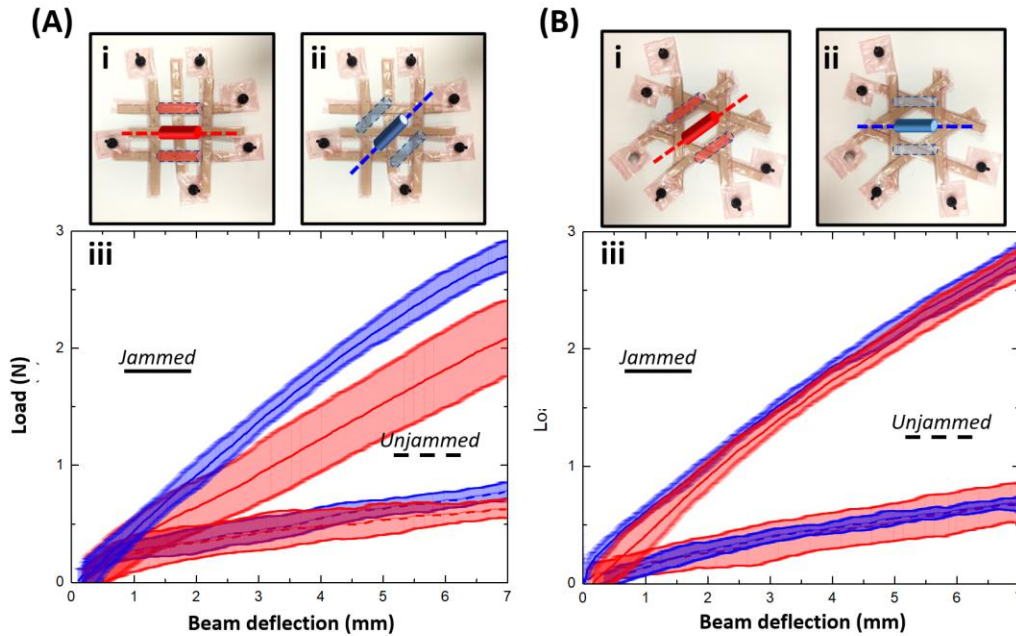 (A) (B)
i ii i ii
iii iii
3 3
Jammed Jammed
2 2
Unjammed Unjammed
1 1
0 0
Load (N)
0 1 2 3 4 5 6 7 0 1 2 3 4 5 6 7
Beam deflection (mm) Beam deflection (mm)